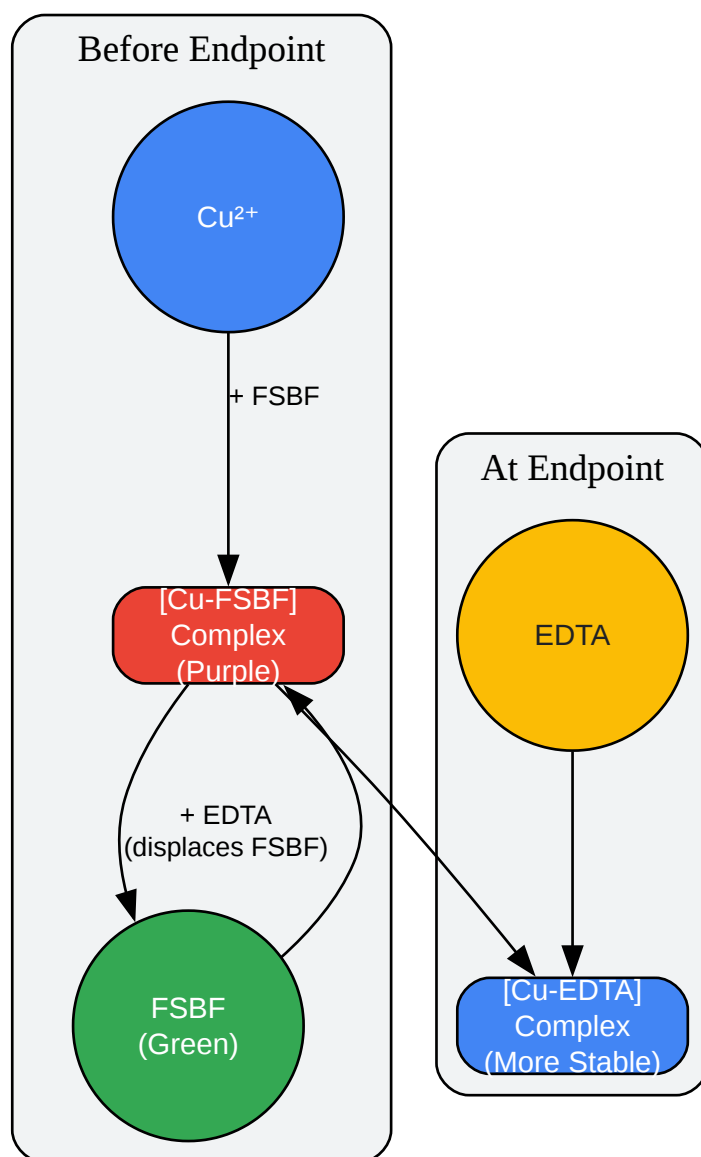 Before Endpoint
Cu²⁺
+ FSBF
[Cu-FSBF]
Complex
(Purple)
+ EDTA
(displaces FSBF)
FSBF
(Green)
At Endpoint
EDTA
[Cu-EDTA]
Complex
(More Stable)